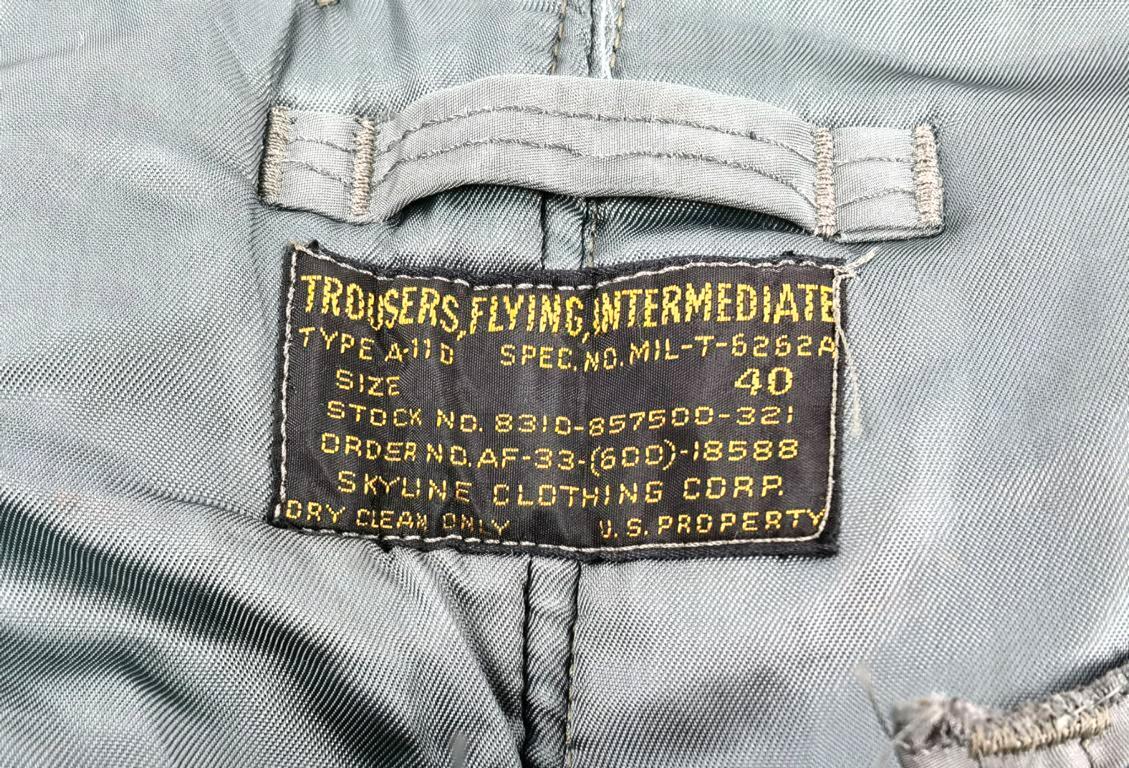 TROUSERS, FLYING, INTERMEDIATE
TYPE A-11D SPEC. NO. MIL-T-6262A
SIZE 40
STOCK NO. 8310-857500-321
ORDER NO. AF-33-(600)-18588
SKYLINE CLOTHING CORP.
DRY CLEAN ONLY U.S. PROPERTY